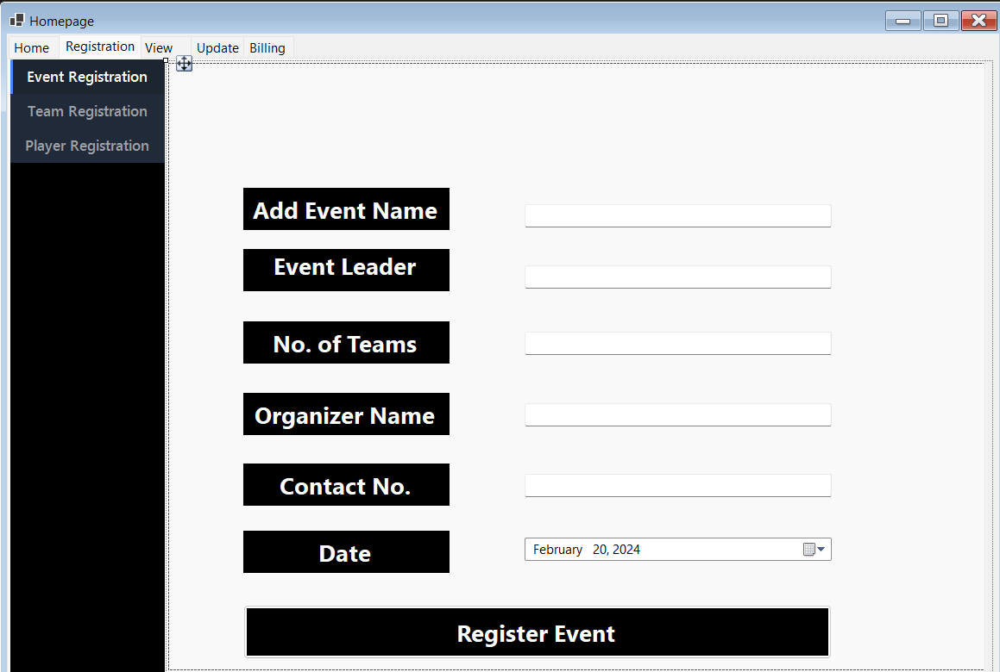 Homepage
Home Registration View Update Billing
Event Registration
Team Registration
Player Registration
Add Event Name
Event Leader
No. of Teams
Organizer Name
Contact No.
Date
February 20, 2024
Register Event